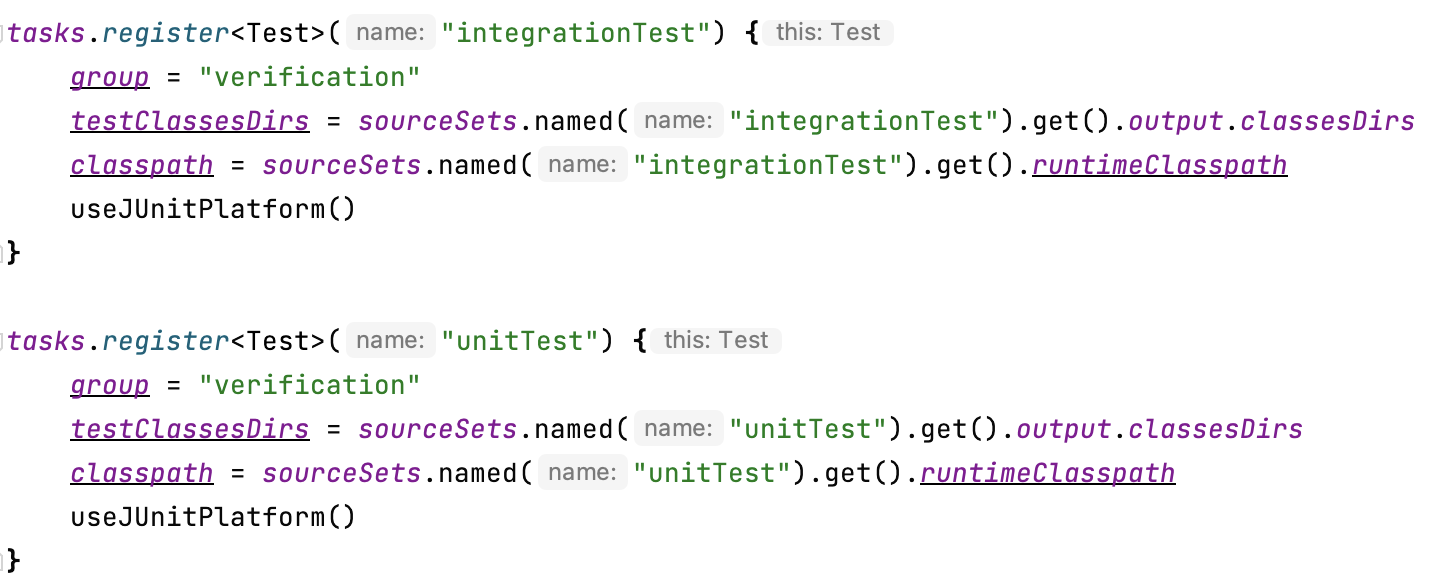 tasks.register<Test>( name: "integrationTest") { this: Test
group = "verification"
testClassesDirs = sourceSets.named( name: "integrationTest").get().output.classesDirs
classpath = sourceSets.named( name: "integrationTest").get().runtimeClasspath
useJUnitPlatform()
}
tasks.register<Test>( name: "unitTest") { this: Test
group = "verification"
testClassesDirs = sourceSets.named( name: "unitTest").get().output.classesDirs
classpath = sourceSets.named( name: "unitTest").get().runtimeClasspath
useJUnitPlatform()
}